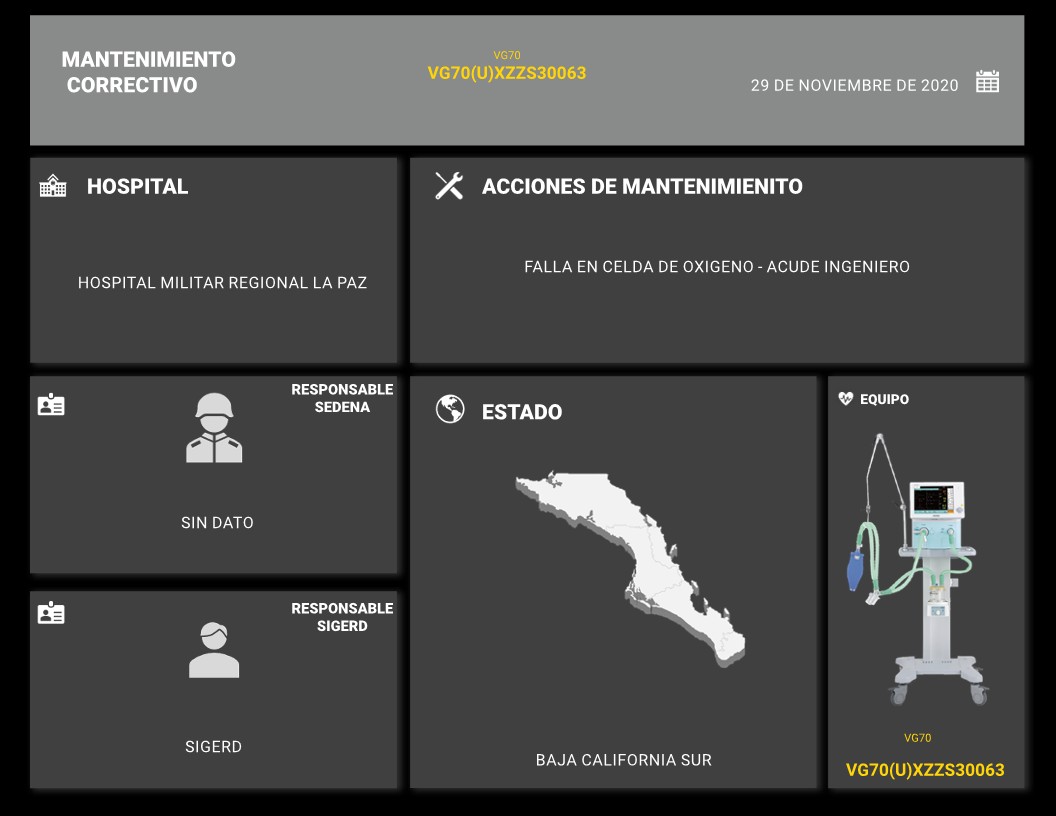 MANTENIMIENTO
CORRECTIVO
VG70
VG70(U)XZZS30063
29 DE NOVIEMBRE DE 2020
HOSPITAL
HOSPITAL MILITAR REGIONAL LA PAZ
ACCIONES DE MANTENIMIENITO
FALLA EN CELDA DE OXIGENO - ACUDE INGENIERO
RESPONSABLE
SEDENA
SIN DATO
RESPONSABLE
SIGERD
SIGERD
ESTADO
BAJA CALIFORNIA SUR
EQUIPO
VG70
VG70(U)XZZS30063